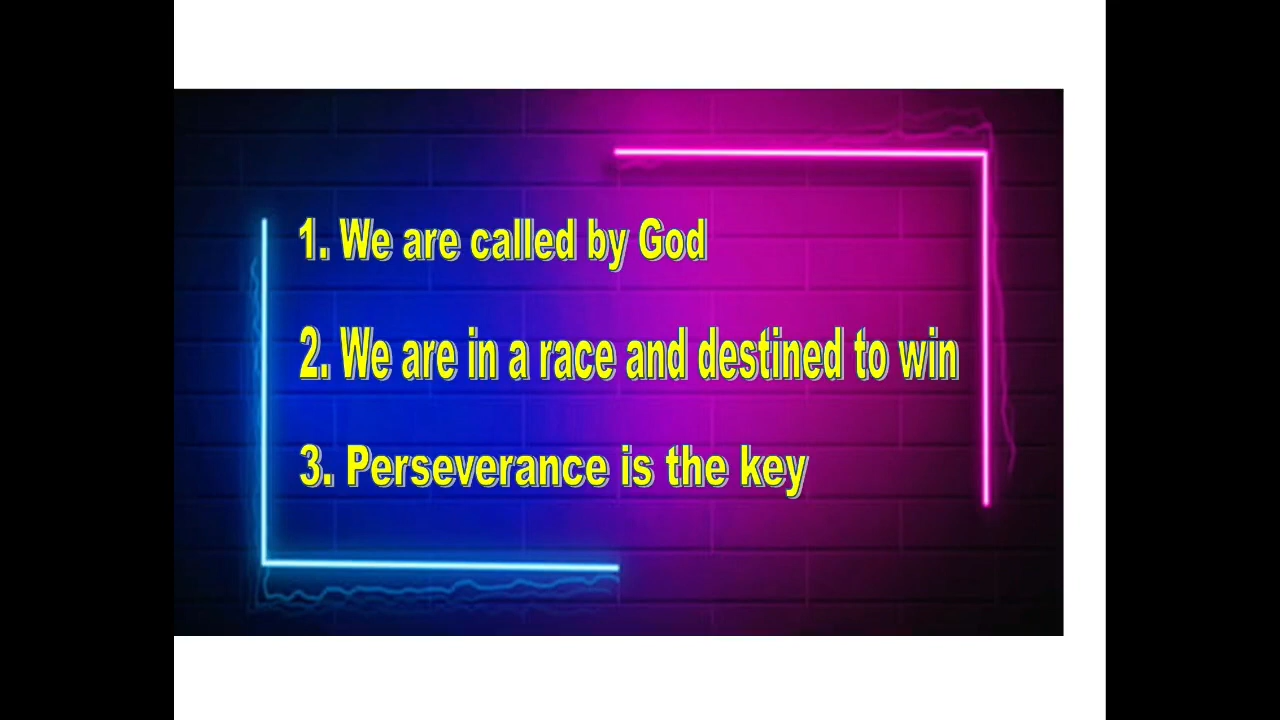 1. We are called by God
2. We are in a race and destined to win
3. Perseverance is the key